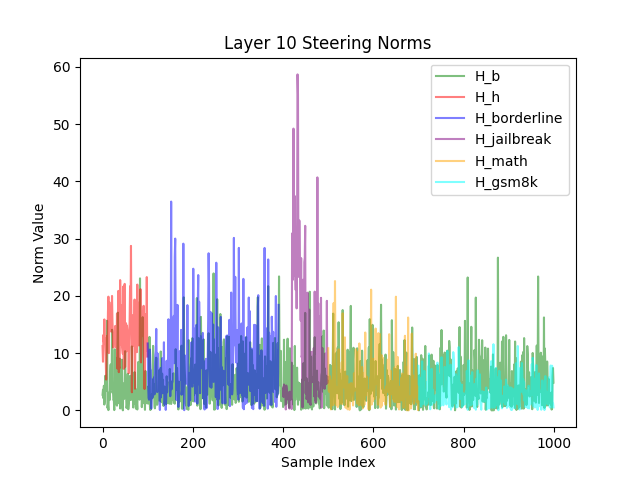 Layer 10 Steering Norms
60
50
40
30
20
10
0
Norm Value
H_b
H_h
H_borderline
H_jailbreak
H_math
H_gsm8k
0 200 400 600 800 1000
Sample Index